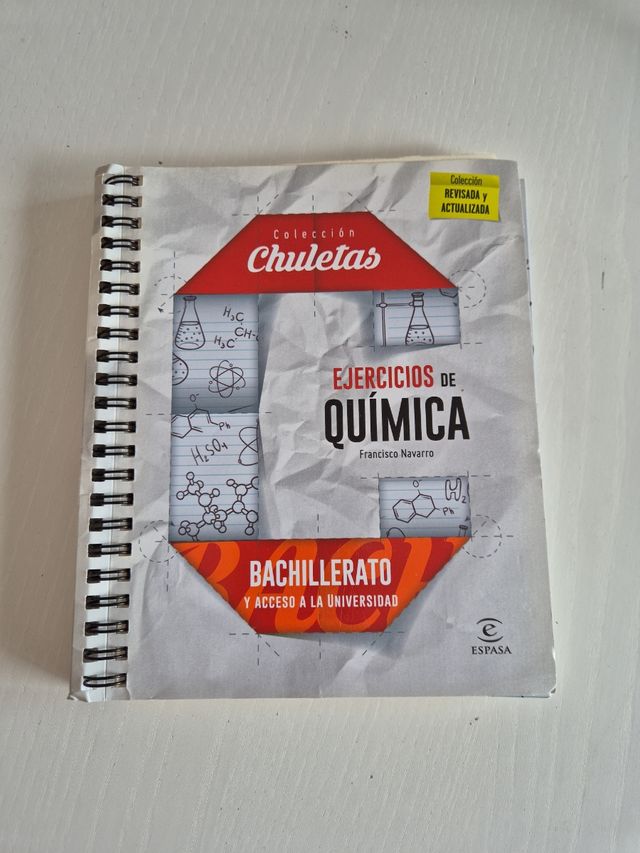 Colección
REVISADA y
ACTUALIZADA
Colección
Chuletas
H₃C
CH
H₃C
EJERCICIOS DE
QUÍMICA
Francisco Navarro
O
Ph
H₂SO₄
O
H₂
Ph
BACH
BACHILLERATO
Y ACCESO A LA UNIVERSIDAD
e
ESPASA